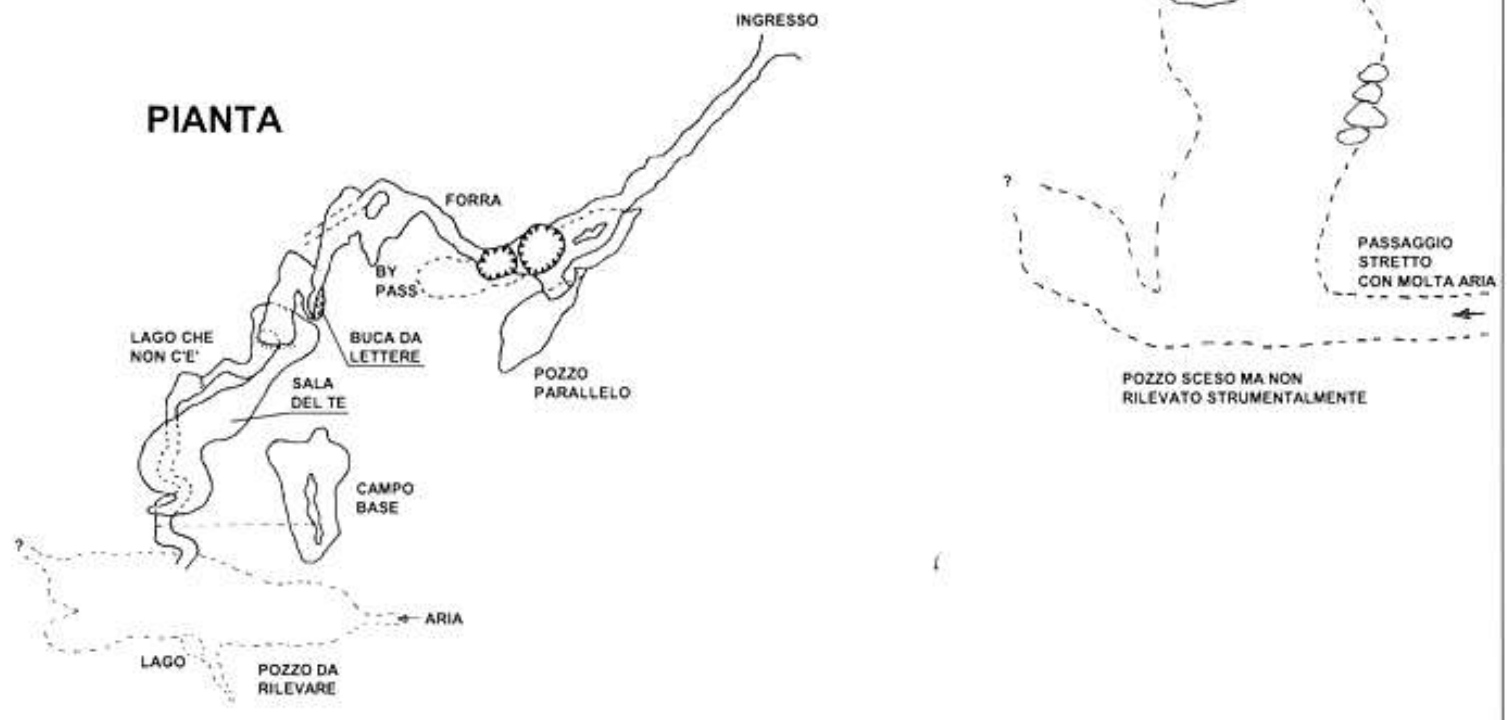 INGRESSO
PIANTA
FORRA
BY
PASS
LAGO CHE
NON C'E'
BUCA DA
LETTERE
POZZO
PARALLELO
SALA
DEL TE
CAMPO
BASE
?
ARIA
LAGO
POZZO DA
RILEVARE
?
PASSAGGIO
STRETTO
CON MOLTA ARIA
POZZO SCESO MA NON
RILEVATO STRUMENTALMENTE